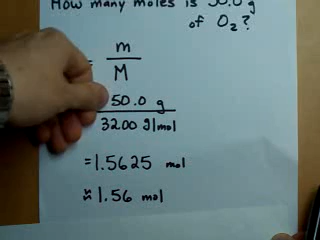 How many moles is 50.0 g
of O₂?
= m
M
50.0 g
32.00 g/mol
=1.5625 mol
≈ 1.56 mol